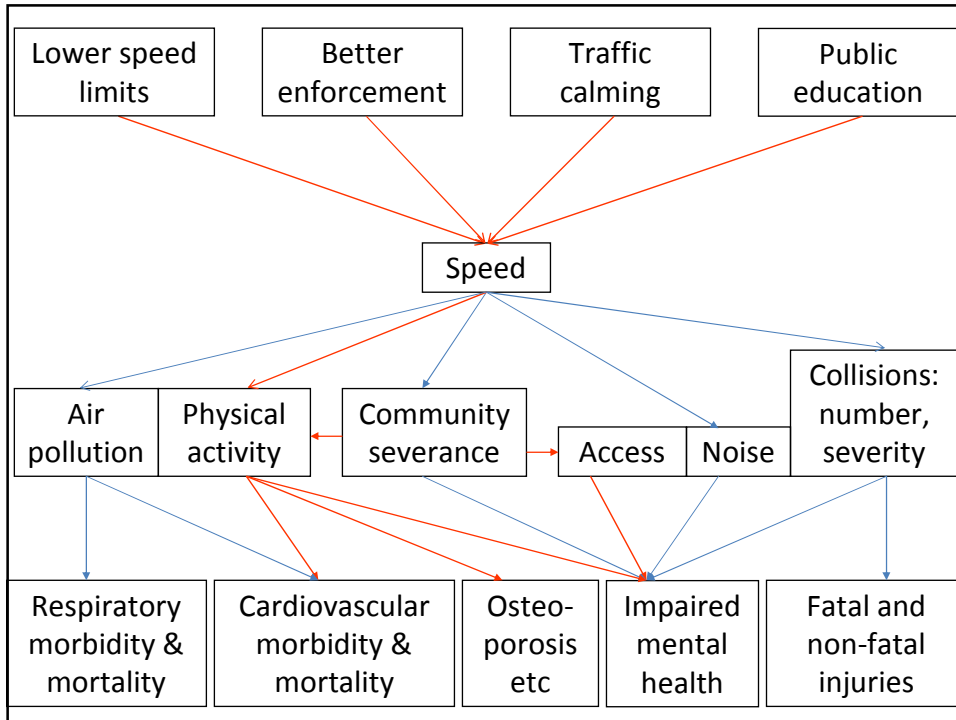 Lower speed
limits
Better
enforcement
Traffic
calming
Public
education
Speed
Air
pollution
Physical
activity
Community
severance
Access
Noise
Collisions:
number,
severity
Respiratory
morbidity &
mortality
Cardiovascular
morbidity &
mortality
Osteo-
porosis
etc
Impaired
mental
health
Fatal and
non-fatal
injuries